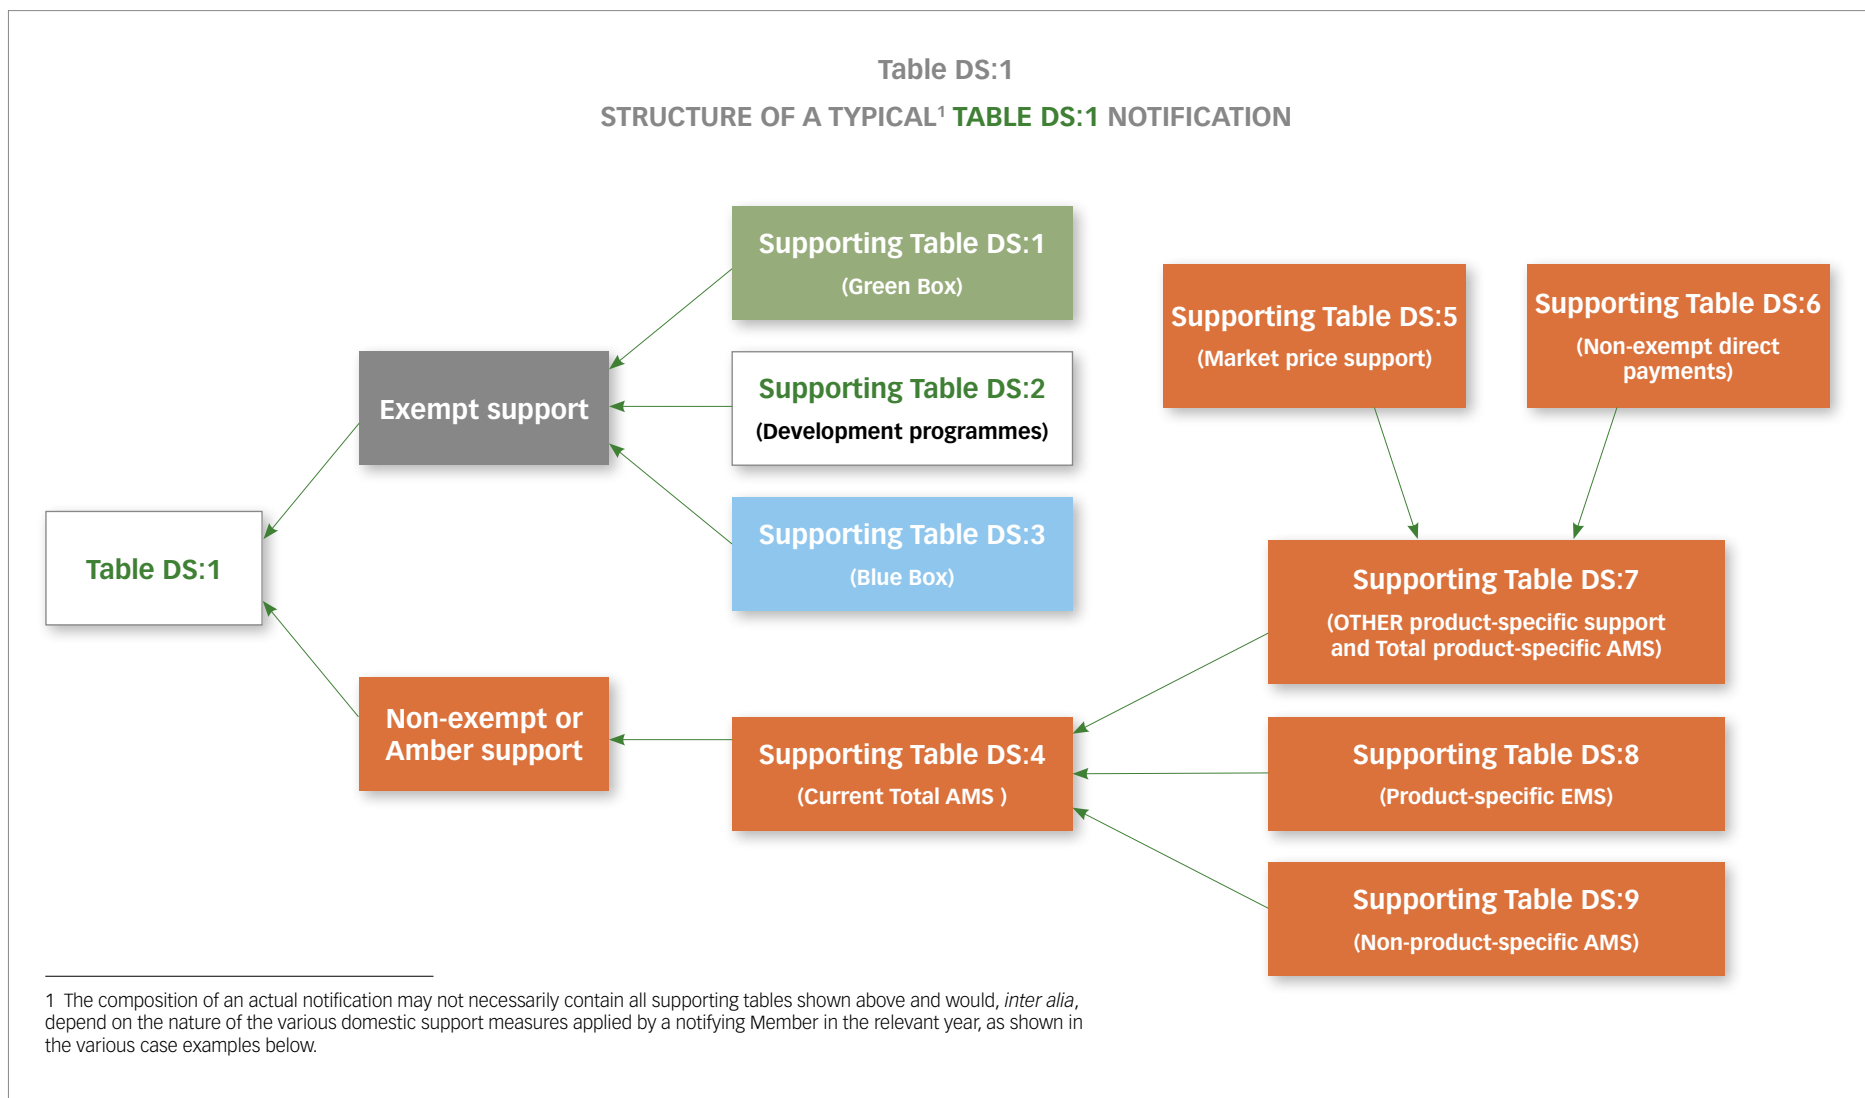 Table DS:1
STRUCTURE OF A TYPICAL¹ TABLE DS:1 NOTIFICATION
Supporting Table DS:1
(Green Box)
Supporting Table DS:5
(Market price support)
Supporting Table DS:6
(Non-exempt direct
payments)
Exempt support
Supporting Table DS:2
(Development programmes)
Supporting Table DS:3
(Blue Box)
Table DS:1
Supporting Table DS:7
(OTHER product-specific support
and Total product-specific AMS)
Non-exempt or
Amber support
Supporting Table DS:4
(Current Total AMS )
Supporting Table DS:8
(Product-specific EMS)
Supporting Table DS:9
(Non-product-specific AMS)
1 The composition of an actual notification may not necessarily contain all supporting tables shown above and would, inter alia,
depend on the nature of the various domestic support measures applied by a notifying Member in the relevant year, as shown in
the various case examples below.